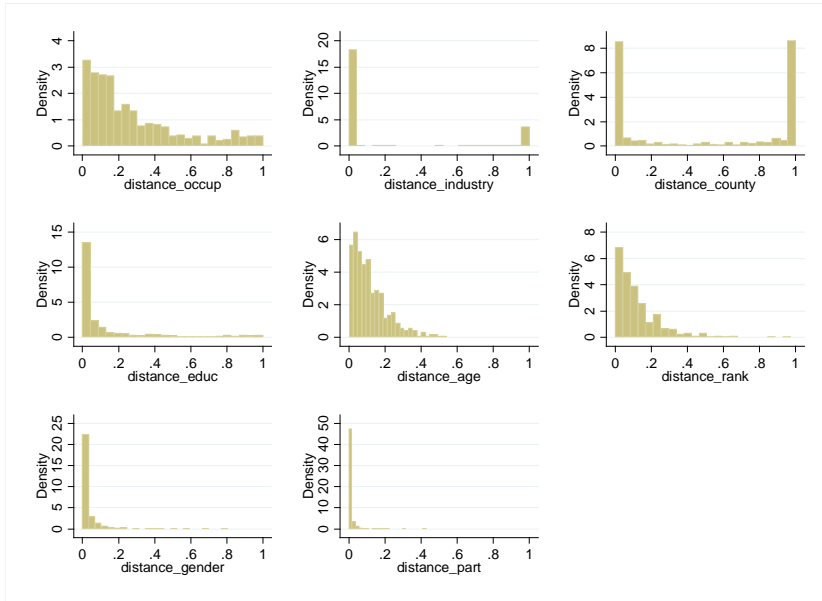 Density
0 1 2 3 4
0 .2 .4 .6 .8 1
distance_occup
Density
0 5 10 15 20
0 .2 .4 .6 .8 1
distance_industry
Density
0 2 4 6 8
0 .2 .4 .6 .8 1
distance_county
Density
0 5 10 15
0 .2 .4 .6 .8 1
distance_educ
Density
0 2 4 6
0 .2 .4 .6 .8 1
distance_age
Density
0 2 4 6 8
0 .2 .4 .6 .8 1
distance_rank
Density
0 5 10 15 20 25
0 .2 .4 .6 .8 1
distance_gender
Density
0 10 20 30 40 50
0 .2 .4 .6 .8 1
distance_part